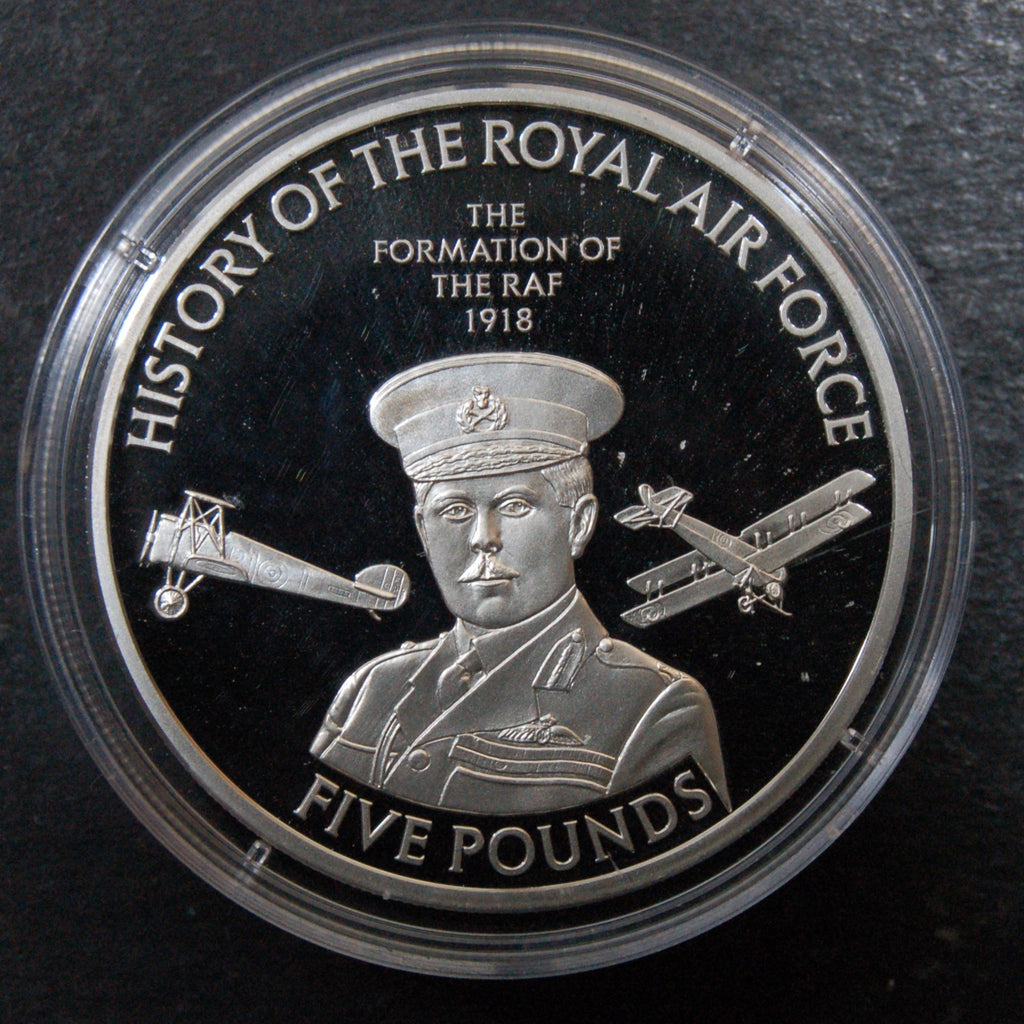 HISTORY OF THE ROYAL AIR FORCE
THE
FORMATION OF
THE RAF
1918
FIVE POUNDS